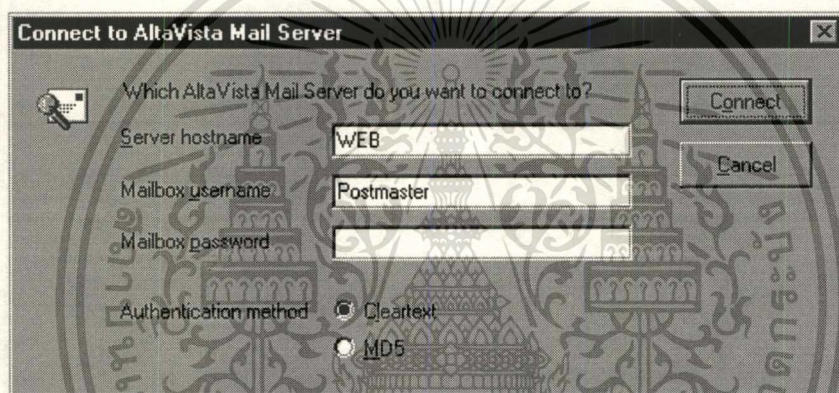 Connect to AltaVista Mail Server
Which AltaVista Mail Server do you want to connect to?
Connect
Server hostname WEB
Cancel
Mailbox username Postmaster
Mailbox password
Authentication method Cleartext
MD5